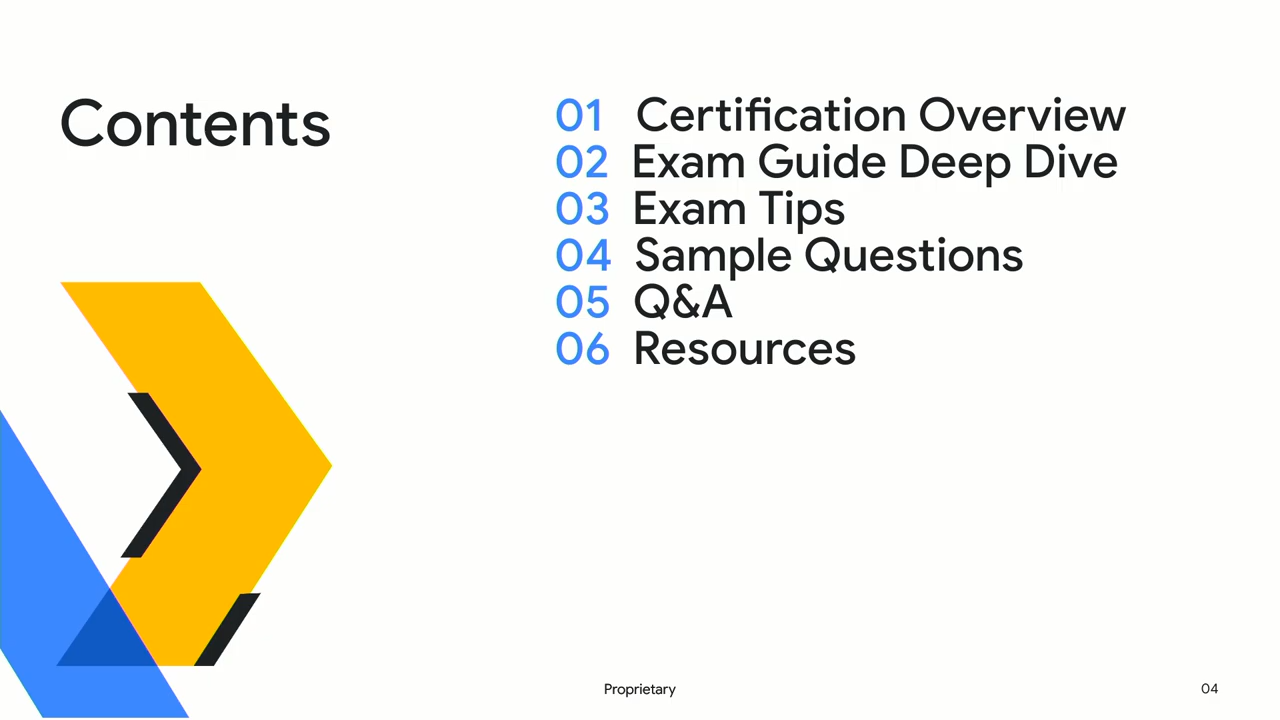 Contents
01 Certification Overview
02 Exam Guide Deep Dive
03 Exam Tips
04 Sample Questions
05 Q&A
06 Resources
Proprietary
04